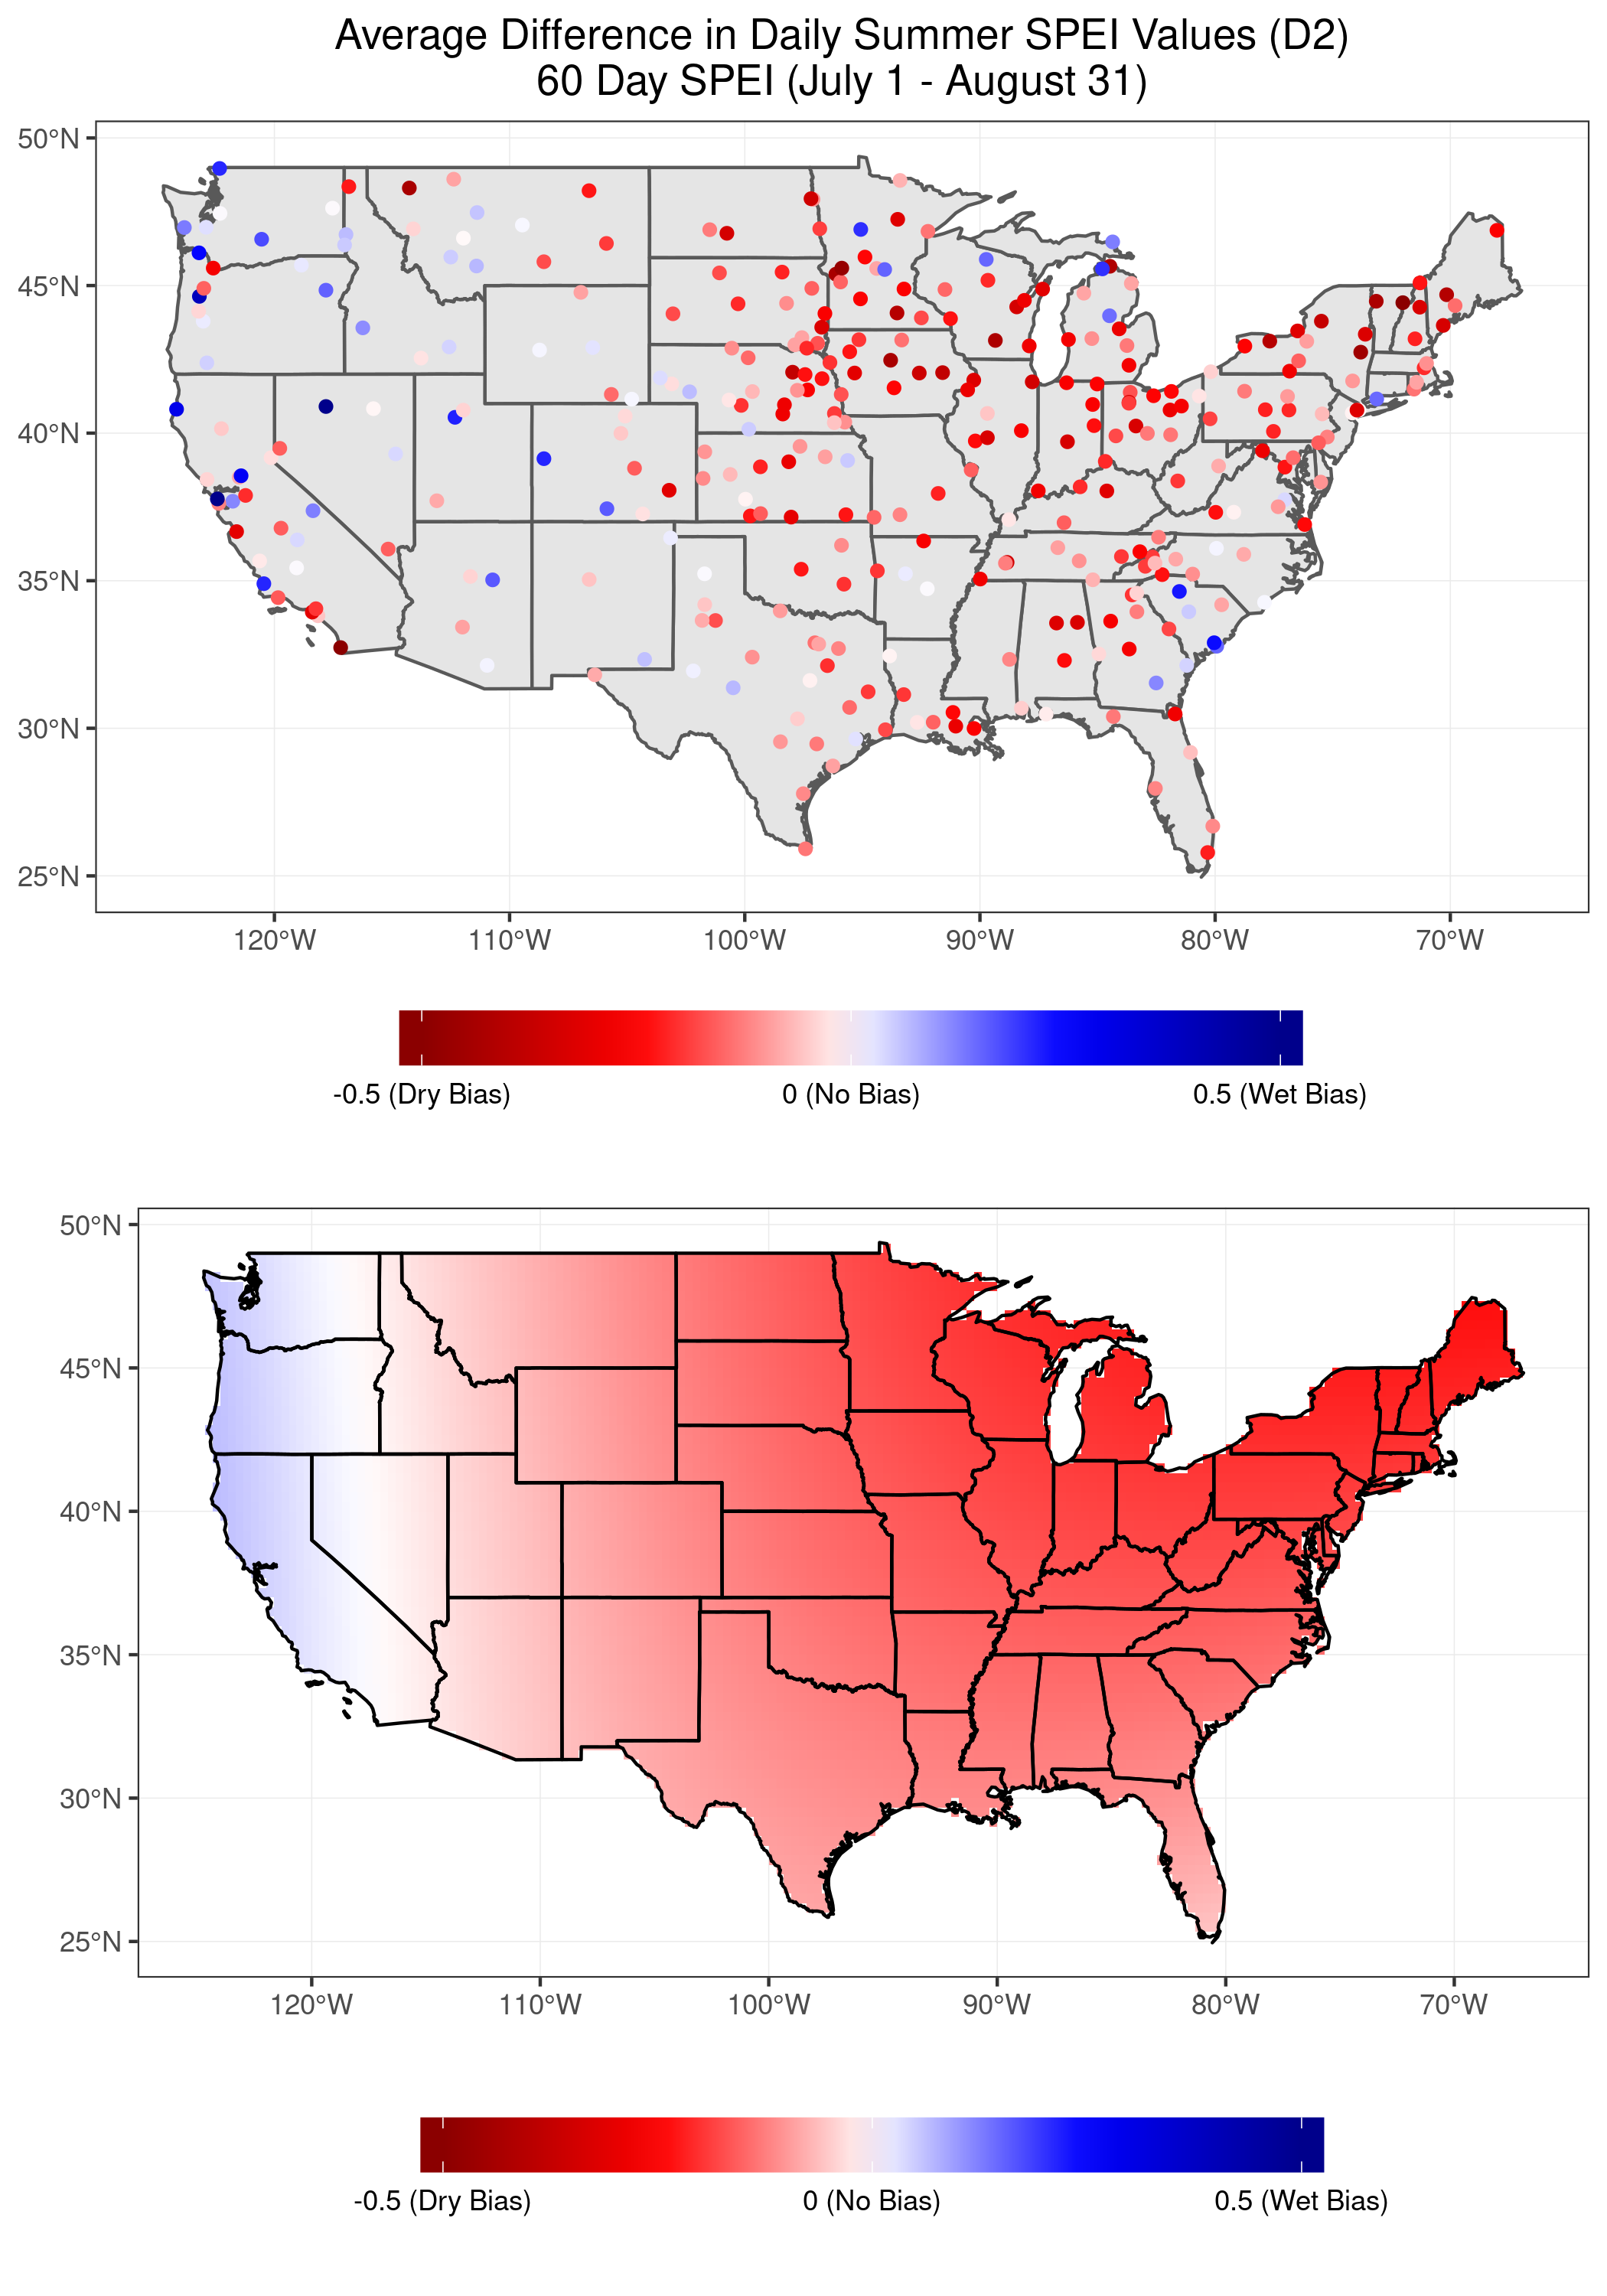 Average Difference in Daily Summer SPEI Values (D2)
60 Day SPEI (July 1 - August 31)
50°N
45°N
40°N
35°N
30°N
25°N
120°W 110°W 100°W 90°W 80°W 70°W
-0.5 (Dry Bias) 0 (No Bias) 0.5 (Wet Bias)
50°N
45°N
40°N
35°N
30°N
25°N
120°W 110°W 100°W 90°W 80°W 70°W
-0.5 (Dry Bias) 0 (No Bias) 0.5 (Wet Bias)